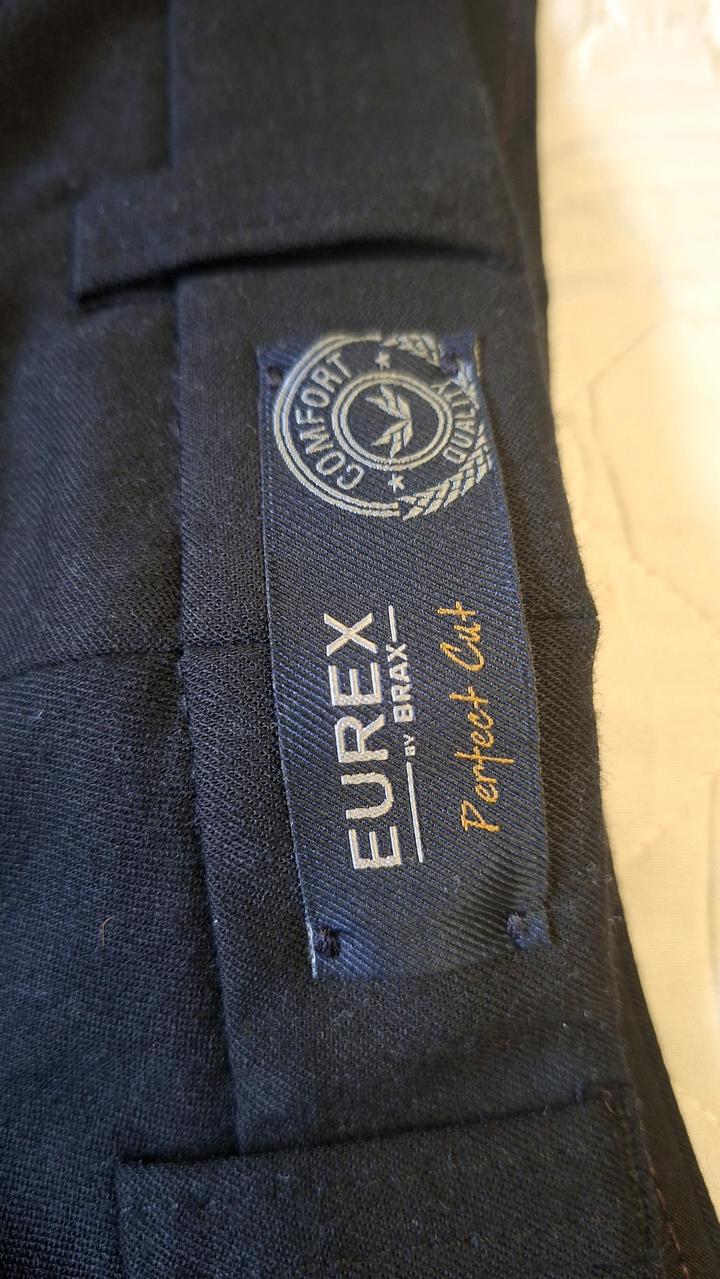 EUREX
BY BRAX
Perfect Cut
COMFORT
QUALITY